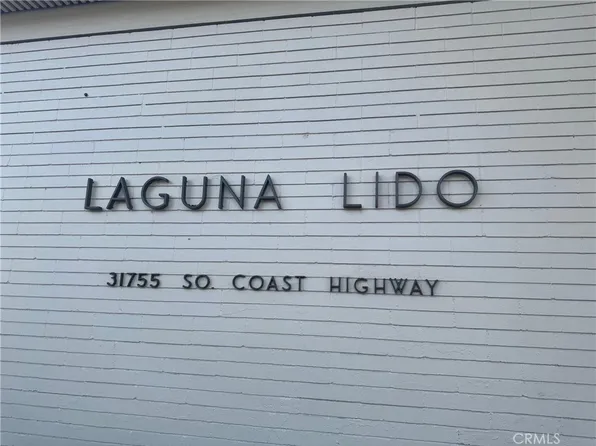 LAGUNA LIDO
31755 SO. COAST HIGHWAY
CRMLS